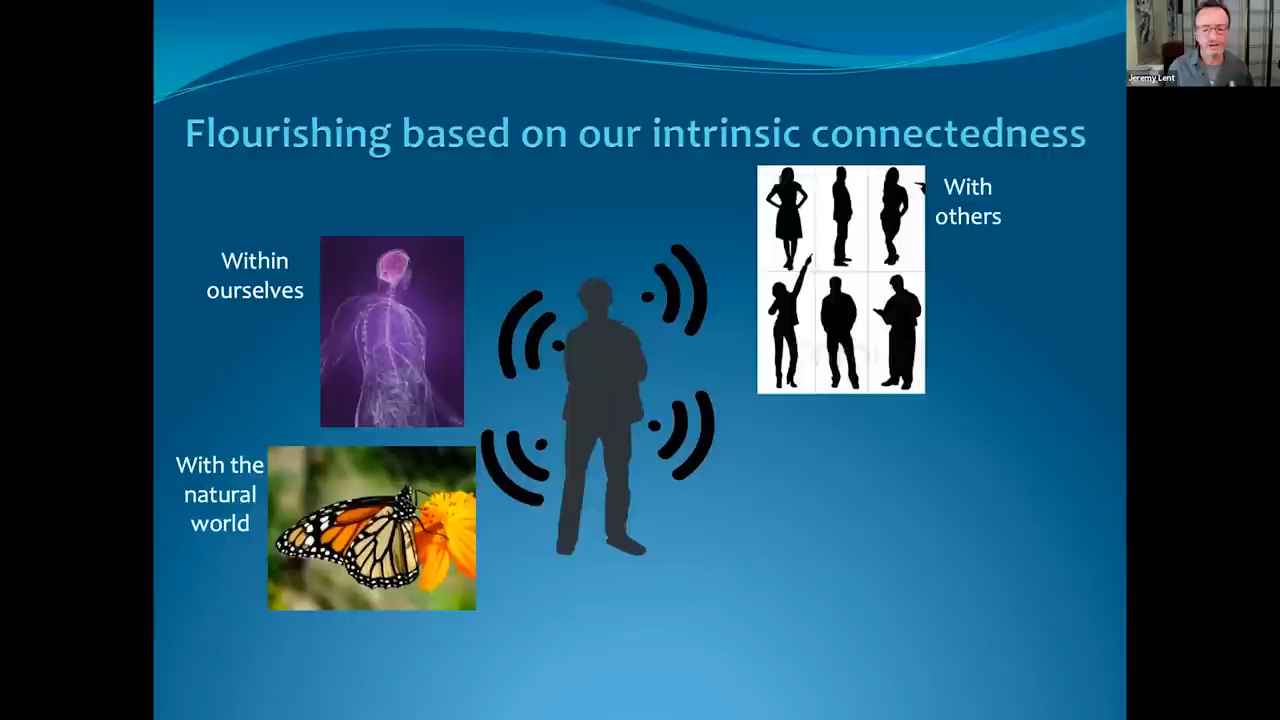 Jeremy Lent
Flourishing based on our intrinsic connectedness
With
others
Within
ourselves
With the
natural
world